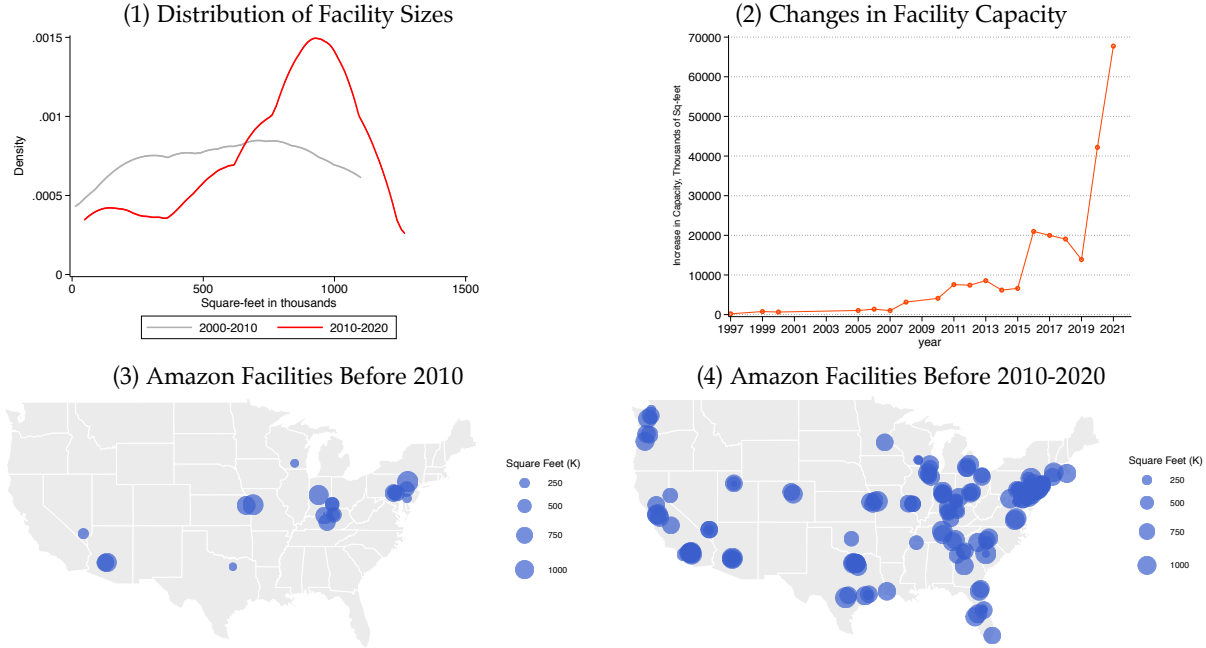 (1) Distribution of Facility Sizes
.0015
.001
.0005
0
Density
0 500 1000 1500
Square-feet in thousands
2000-2010 2010-2020
(2) Changes in Facility Capacity
70000
60000
50000
40000
30000
20000
10000
0
Increase in Capacity, Thousands of Sq-feet
1997 1999 2001 2003 2005 2007 2009 2011 2013 2015 2017 2019 2021
year
(3) Amazon Facilities Before 2010
Square Feet (K)
250
500
750
1000
(4) Amazon Facilities Before 2010-2020
Square Feet (K)
250
500
750
1000